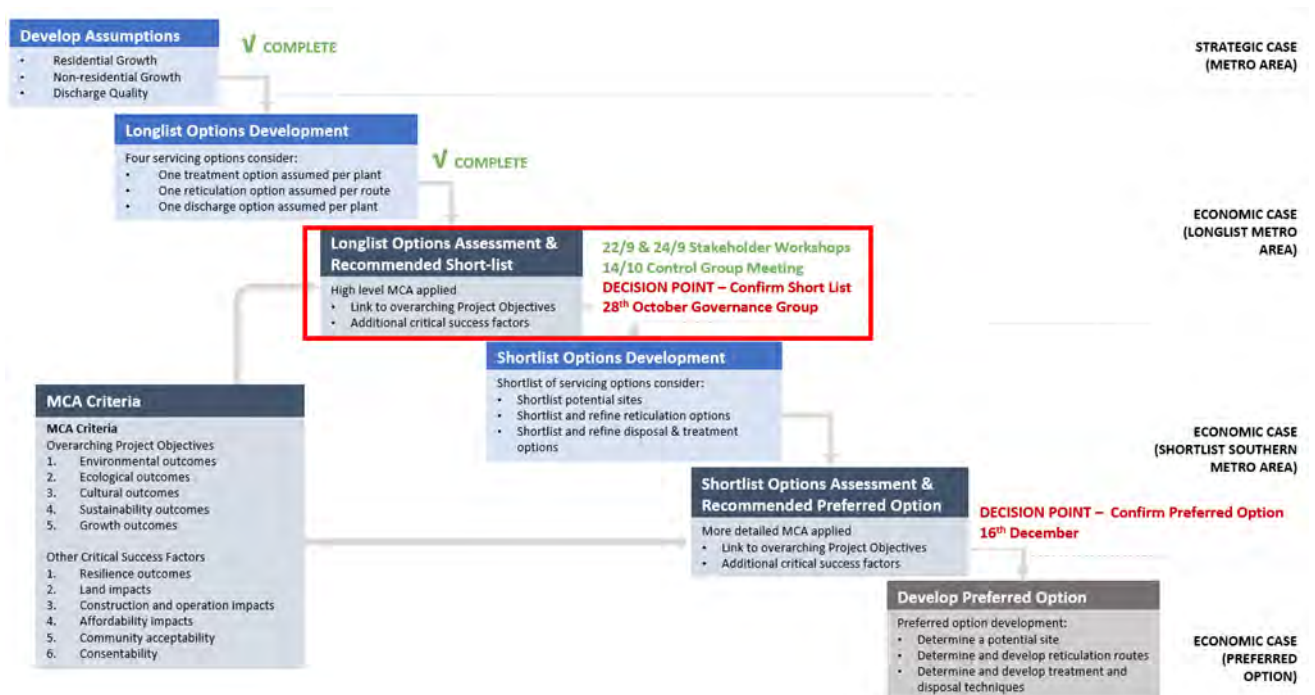 Develop Assumptions
• Residential Growth
• Non-residential Growth
• Discharge Quality
√ COMPLETE
STRATEGIC CASE
(METRO AREA)
Longlist Options Development
Four servicing options consider:
• One treatment option assumed per plant
• One reticulation option assumed per route
• One discharge option assumed per plant
√ COMPLETE
ECONOMIC CASE
(LONGLIST METRO
AREA)
Longlist Options Assessment &
Recommended Short-list
High level MCA applied
• Link to overarching Project Objectives
• Additional critical success factors
22/9 & 24/9 Stakeholder Workshops
14/10 Control Group Meeting
DECISION POINT – Confirm Short List
28th October Governance Group
Shortlist Options Development
Shortlist of servicing options consider:
• Shortlist potential sites
• Shortlist and refine reticulation options
• Shortlist and refine disposal & treatment
options
MCA Criteria
MCA Criteria
Overarching Project Objectives
1. Environmental outcomes
2. Ecological outcomes
3. Cultural outcomes
4. Sustainability outcomes
5. Growth outcomes
Other Critical Success Factors
1. Resilience outcomes
2. Land impacts
3. Construction and operation impacts
4. Affordability impacts
5. Community acceptability
6. Consentability
ECONOMIC CASE
(SHORTLIST SOUTHERN
METRO AREA)
Shortlist Options Assessment &
Recommended Preferred Option
More detailed MCA applied
• Link to overarching Project Objectives
• Additional critical success factors
DECISION POINT – Confirm Preferred Option
16th December
Develop Preferred Option
Preferred option development:
• Determine a potential site
• Determine and develop reticulation routes
• Determine and develop treatment and
disposal techniques
ECONOMIC CASE
(PREFERRED
OPTION)